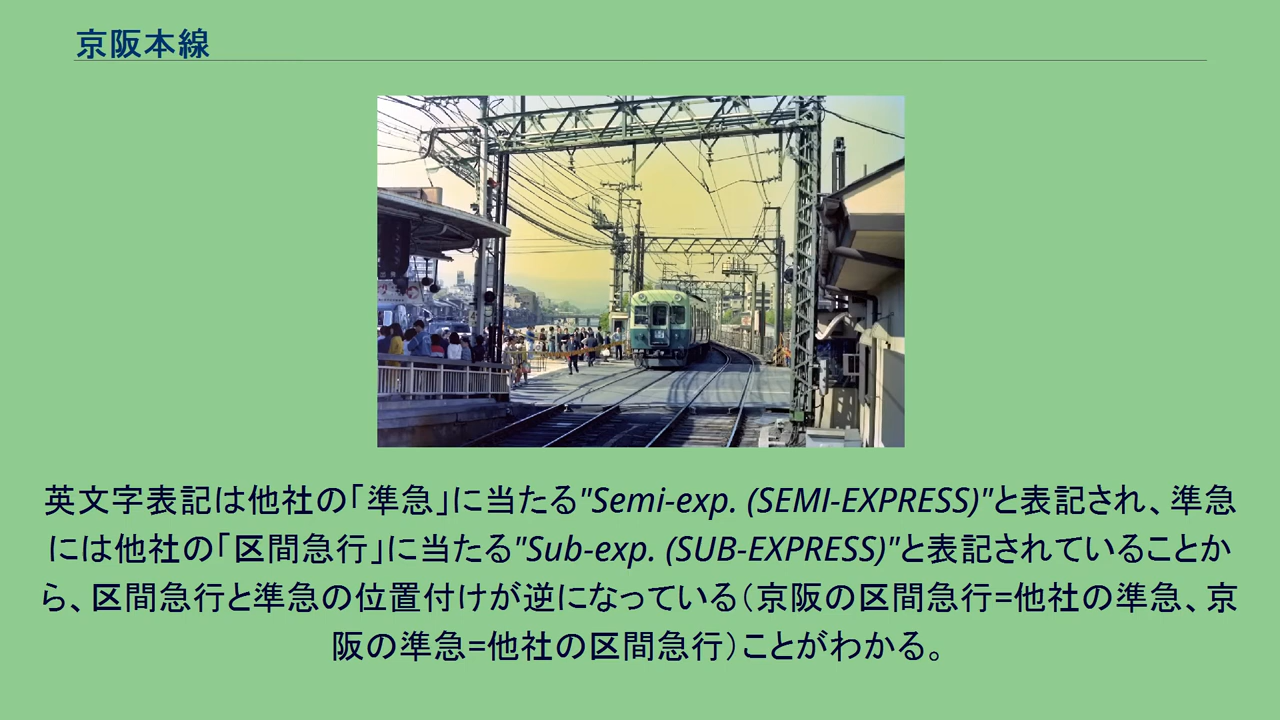 京阪本線
英文字表記は他社の「準急」に当たる"Semi-exp. (SEMI-EXPRESS)"と表記され、準急
には他社の「区間急行」に当たる"Sub-exp. (SUB-EXPRESS)"と表記されていることか
ら、区間急行と準急の位置付けが逆になっている(京阪の区間急行=他社の準急、京
阪の準急=他社の区間急行)ことがわかる。